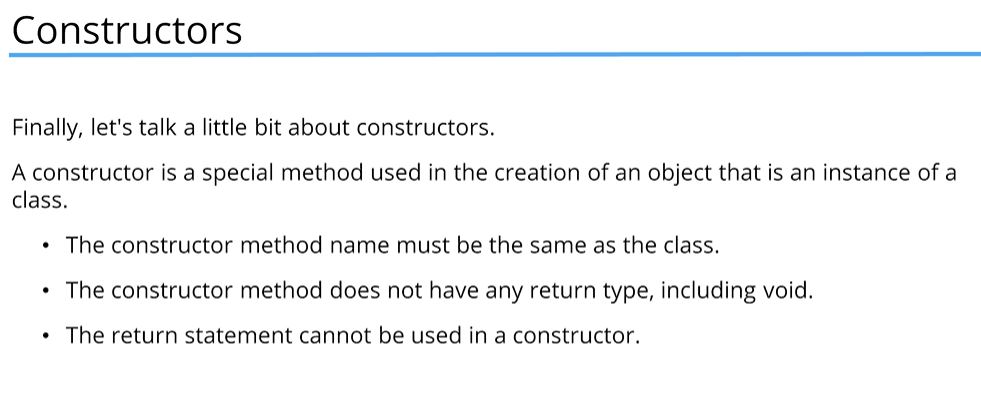 Constructors
Finally, let's talk a little bit about constructors.
A constructor is a special method used in the creation of an object that is an instance of a
class.
• The constructor method name must be the same as the class.
• The constructor method does not have any return type, including void.
• The return statement cannot be used in a constructor.